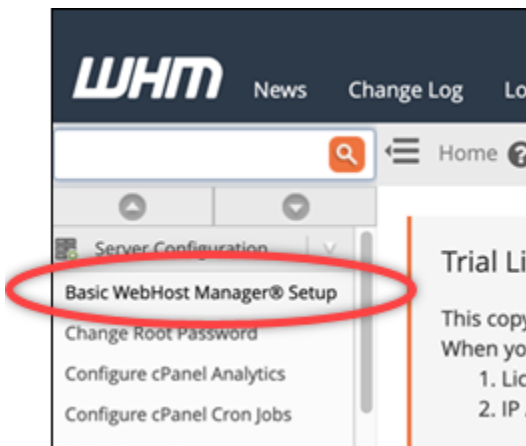 WHM News Change Log Lo
Home
Server Configuration
Trial Li
Basic WebHost Manager® Setup
This copy
Change Root Password
When yo
Configure cPanel Analytics
1. Lic
Configure cPanel Cron Jobs
2. IP